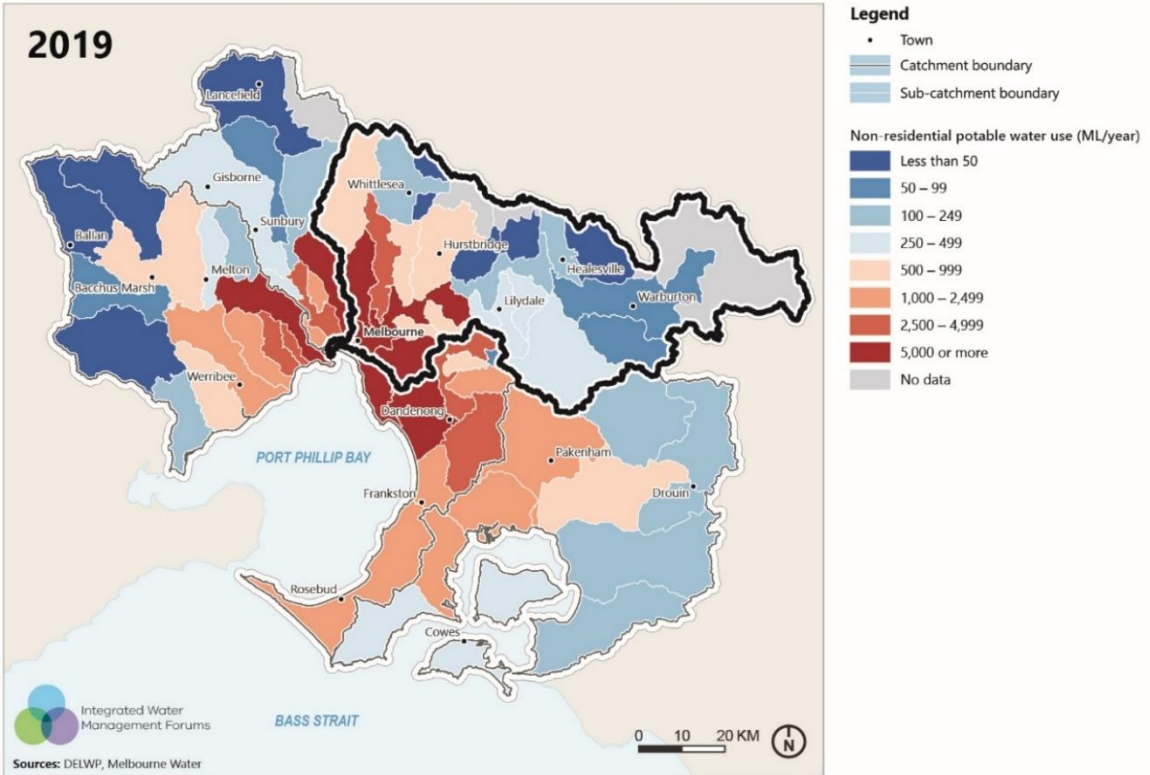 2019
Lancefield
Gisborne
Whittlesea
Sunbury
Ballan
Hurstbridge
Healesville
Melton
Bacchus Marsh
Lilydale
Warburton
Melbourne
Werribee
Dandenong
PORT PHILLIP BAY
Pakenham
Frankston
Drouin
Rosebud
Cowes
BASS STRAIT
Integrated Water
Management Forums
0 10 20 KM
N
Sources: DELWP, Melbourne Water
Legend
Town
Catchment boundary
Sub-catchment boundary
Non-residential potable water use (ML/year)
Less than 50
50 – 99
100 – 249
250 – 499
500 – 999
1,000 – 2,499
2,500 – 4,999
5,000 or more
No data